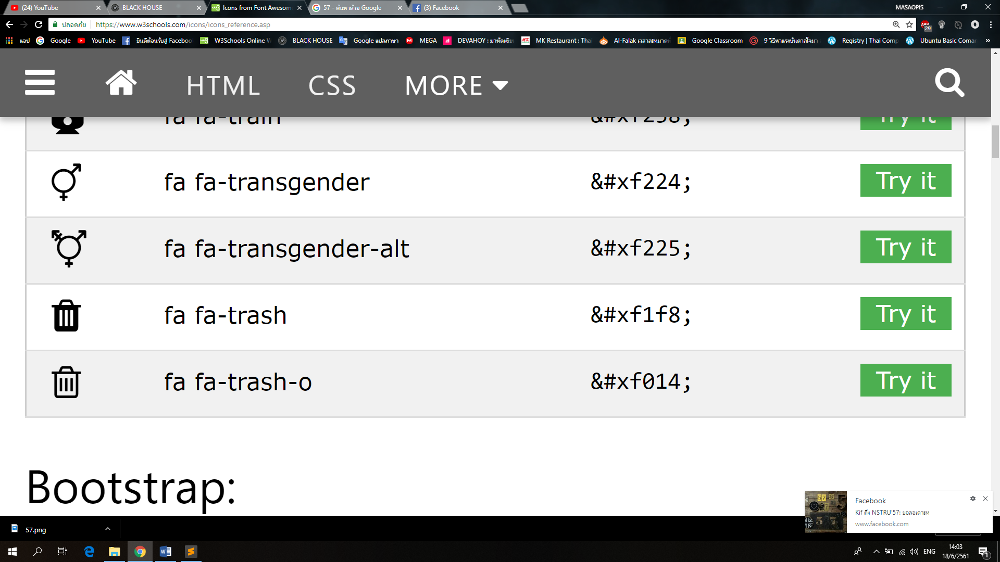 (24) YouTube
BLACK HOUSE
Icons from Font Awesom
57 - ค้นหาด้วย Google
(3) Facebook
MASAOPIS
ปลอดภัย
https://www.w3schools.com/icons/icons_reference.asp
29
แอป
Google
YouTube
ยินดีต้อนรับสู่ Faceboo
W3Schools Online W
BLACK HOUSE
Google แปลภาษา
MEGA
DEVAHOY : มาหัดเขีย
MK Restaurant : Tha
Al-Falak เวลาละหมาด
Google Classroom
9 วิธีหาแรงบันดาลใจมา
Registry | Thai Comp
Ubuntu Basic Coma
HTML
CSS
MORE
fa fa-train
&#xf238;
Try it
fa fa-transgender
&#xf224;
Try it
fa fa-transgender-alt
&#xf225;
Try it
fa fa-trash
&#xf1f8;
Try it
fa fa-trash-o
&#xf014;
Try it
Bootstrap:
Facebook
Kif ถึง NSTRU'57: ยอลอเดาะห
www.facebook.com
57.png
ENG
14:03
18/6/2561
1